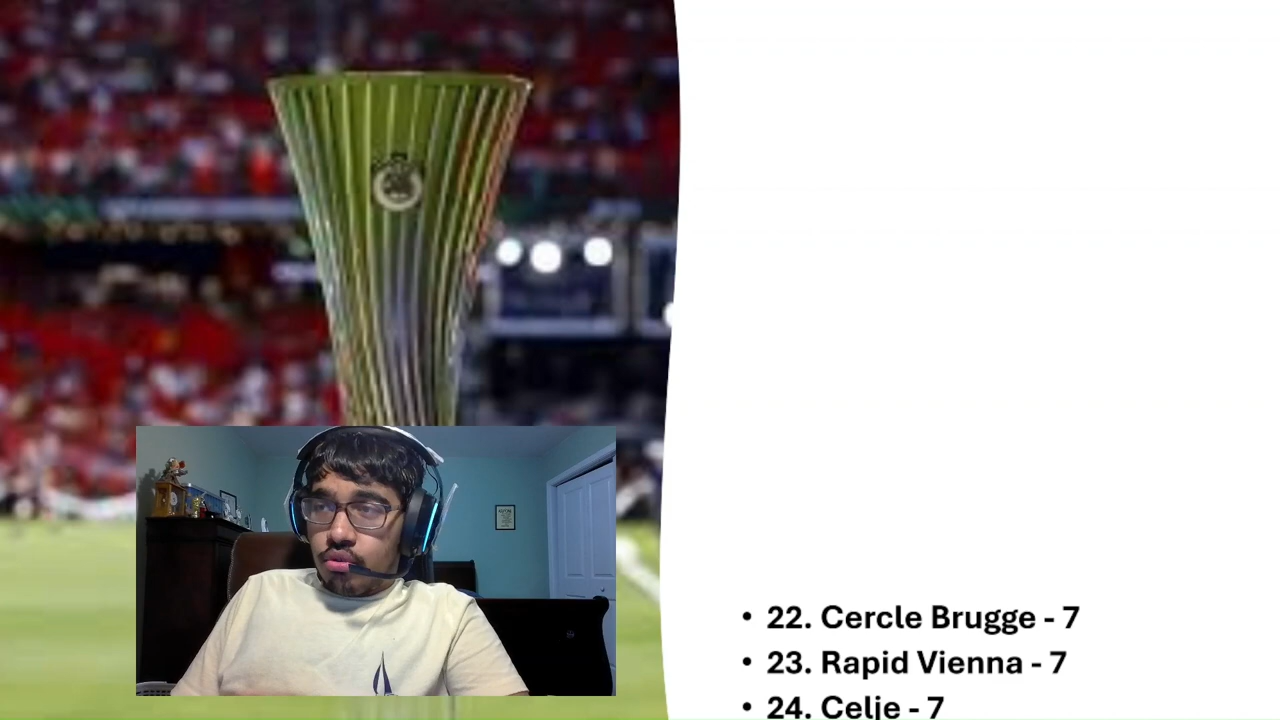 • 22. Cercle Brugge - 7
• 23. Rapid Vienna - 7
• 24. Celje - 7